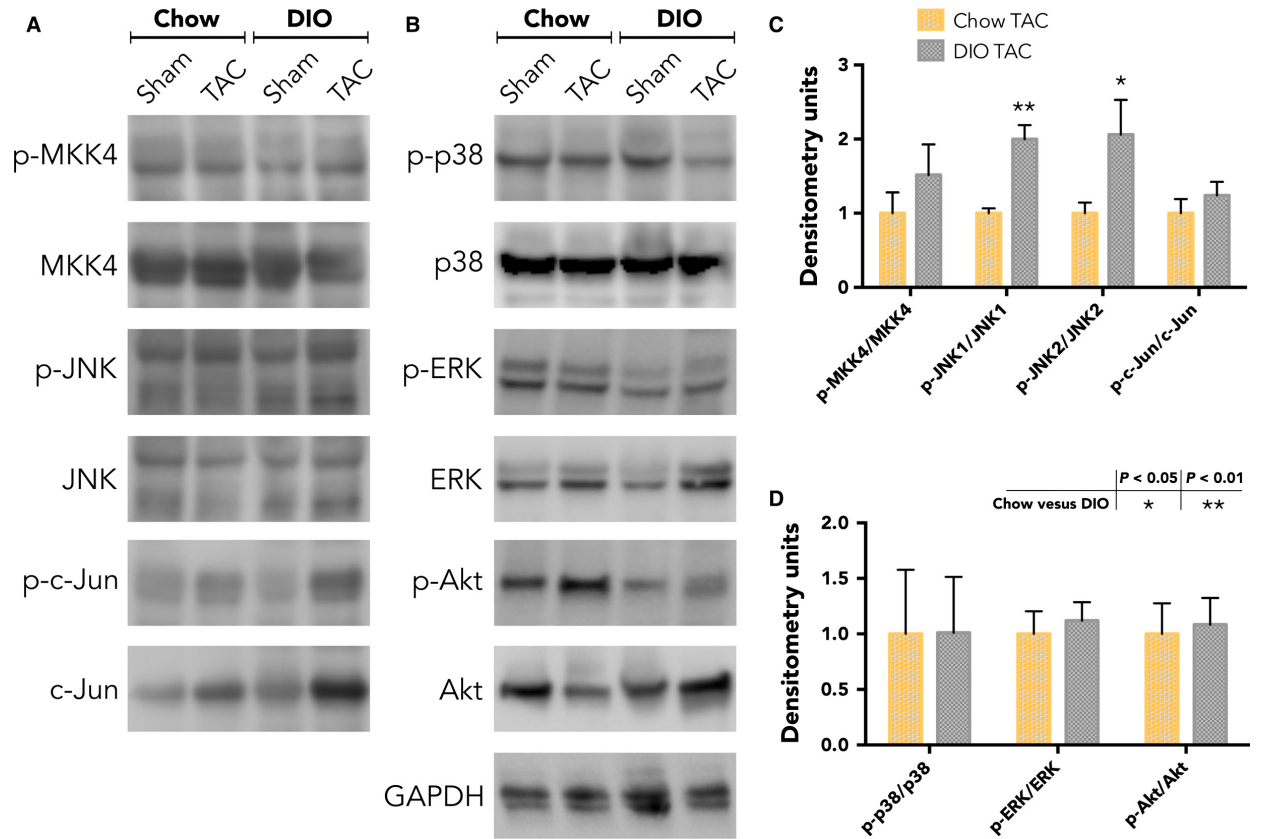 A
Chow
DIO
Sham
TAC
Sham
TAC
p-MKK4
MKK4
p-JNK
JNK
p-c-Jun
c-Jun
B
Chow
DIO
Sham
TAC
Sham
TAC
p-p38
p38
p-ERK
ERK
p-Akt
Akt
GAPDH
C
Chow TAC
DIO TAC
Densitometry units
3
2
1
0
**
*
p-MKK4/MKK4
p-JNK1/JNK1
p-JNK2/JNK2
p-c-Jun/c-Jun
P < 0.05 P < 0.01
Chow vesus DIO * **
D
Densitometry units
2.0
1.5
1.0
0.5
0.0
p-p38/p38
p-ERK/ERK
p-Akt/Akt